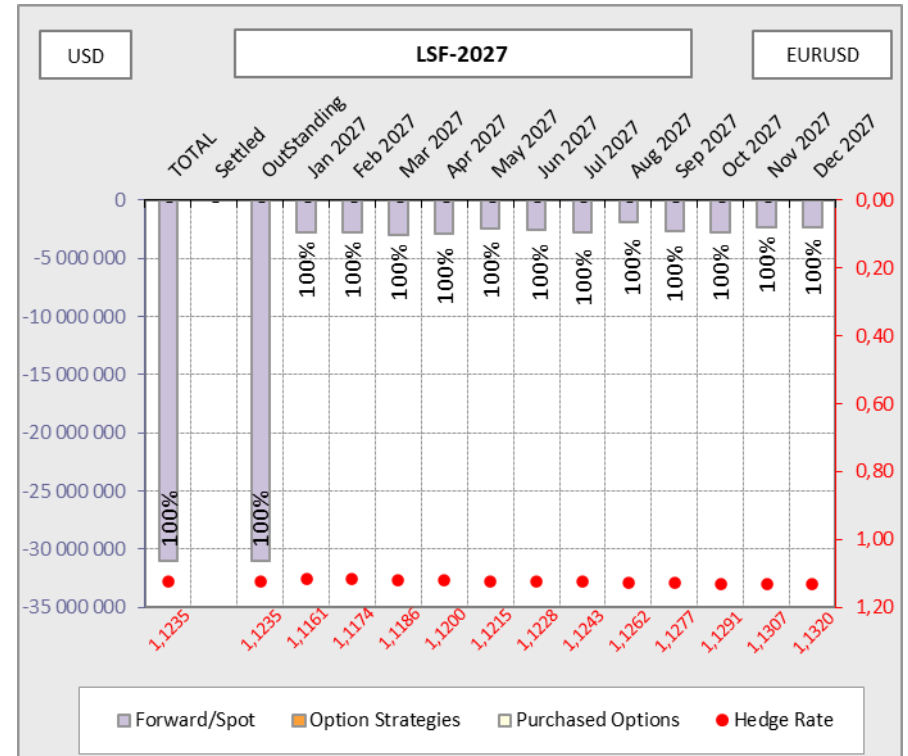 USD
LSF-2027
EURUSD
TOTAL
Settled
OutStanding
Jan 2027
Feb 2027
Mar 2027
Apr 2027
May 2027
Jun 2027
Jul 2027
Aug 2027
Sep 2027
Oct 2027
Nov 2027
Dec 2027
0
-5 000 000
-10 000 000
-15 000 000
-20 000 000
-25 000 000
-30 000 000
-35 000 000
100%
100%
100%
100%
100%
100%
100%
100%
100%
100%
100%
100%
100%
100%
0,00
0,20
0,40
0,60
0,80
1,00
1,20
1,1235
1,1235
1,1161
1,1174
1,1186
1,1200
1,1215
1,1228
1,1243
1,1262
1,1277
1,1291
1,1307
1,1320
Forward/Spot
Option Strategies
Purchased Options
Hedge Rate